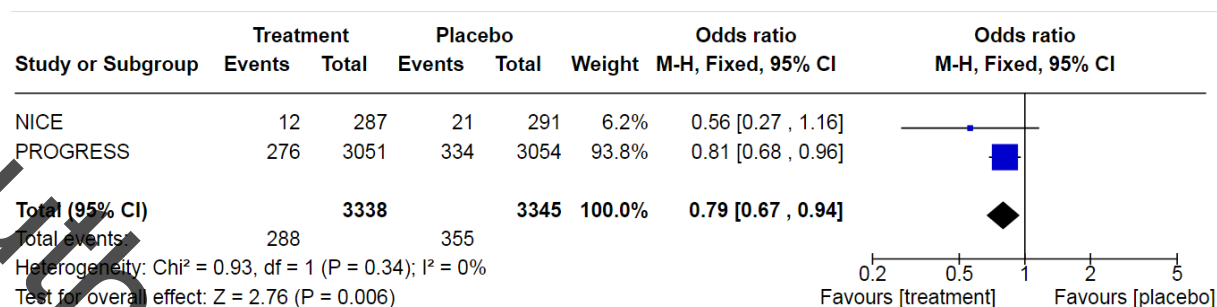 Treatment Placebo Odds ratio Odds ratio
Study or Subgroup Events Total Events Total Weight M-H, Fixed, 95% CI M-H, Fixed, 95% CI
NICE 12 287 21 291 6.2% 0.56 [0.27 , 1.16]
PROGRESS 276 3051 334 3054 93.8% 0.81 [0.68 , 0.96]
Total (95% CI) 3338 3345 100.0% 0.79 [0.67 , 0.94]
Total events: 288 355
Heterogeneity: Chi² = 0.93, df = 1 (P = 0.34); I² = 0%
Test for overall effect: Z = 2.76 (P = 0.006)
0.2 0.5 1 2 5
Favours [treatment] Favours [placebo]